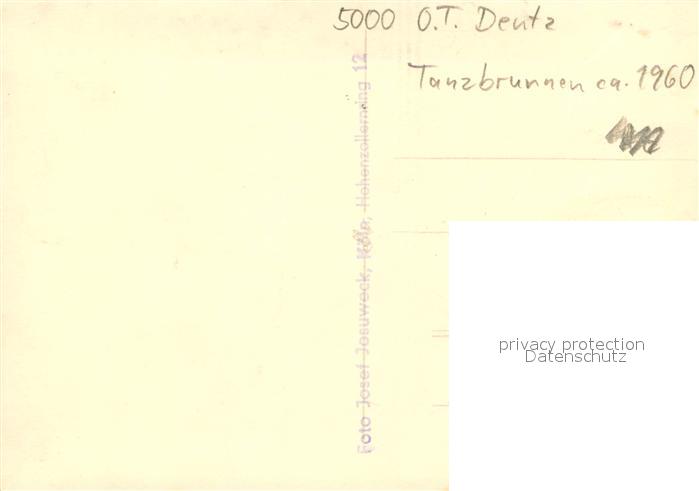 5000 O.T. Deutz
Tanzbrunnen ca. 1960
Foto Josef Josuweck, Köln, Hohenzollernring 12
privacy protection
Datenschutz